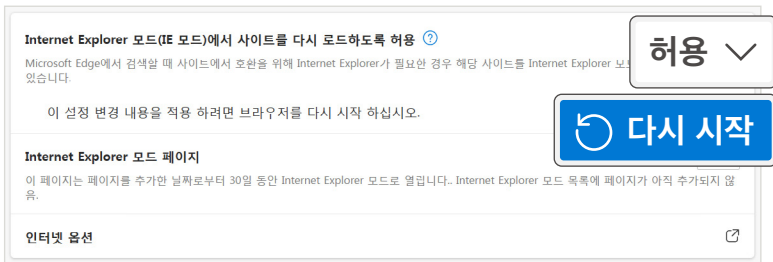 Internet Explorer 모드(IE 모드)에서 사이트를 다시 로드하도록 허용 ?
허용
Microsoft Edge에서 검색할 때 사이트에서 호환을 위해 Internet Explorer가 필요한 경우 해당 사이트를 Internet Explorer 모
있습니다.
이 설정 변경 내용을 적용 하려면 브라우저를 다시 시작 하십시오.
다시 시작
Internet Explorer 모드 페이지
이 페이지는 페이지를 추가한 날짜로부터 30일 동안 Internet Explorer 모드로 열립니다.. Internet Explorer 모드 목록에 페이지가 아직 추가되지 않
음.
인터넷 옵션